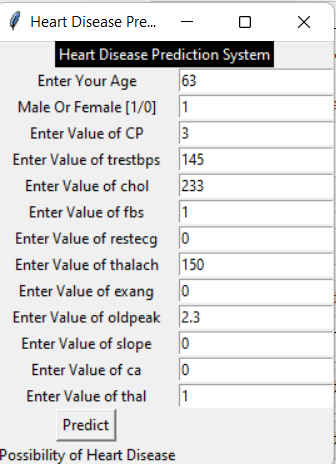 Heart Disease Pre...
Heart Disease Prediction System
Enter Your Age 63
Male Or Female [1/0] 1
Enter Value of CP 3
Enter Value of trestbps 145
Enter Value of chol 233
Enter Value of fbs 1
Enter Value of restecg 0
Enter Value of thalach 150
Enter Value of exang 0
Enter Value of oldpeak 2.3
Enter Value of slope 0
Enter Value of ca 0
Enter Value of thal 1
Predict
Possibility of Heart Disease